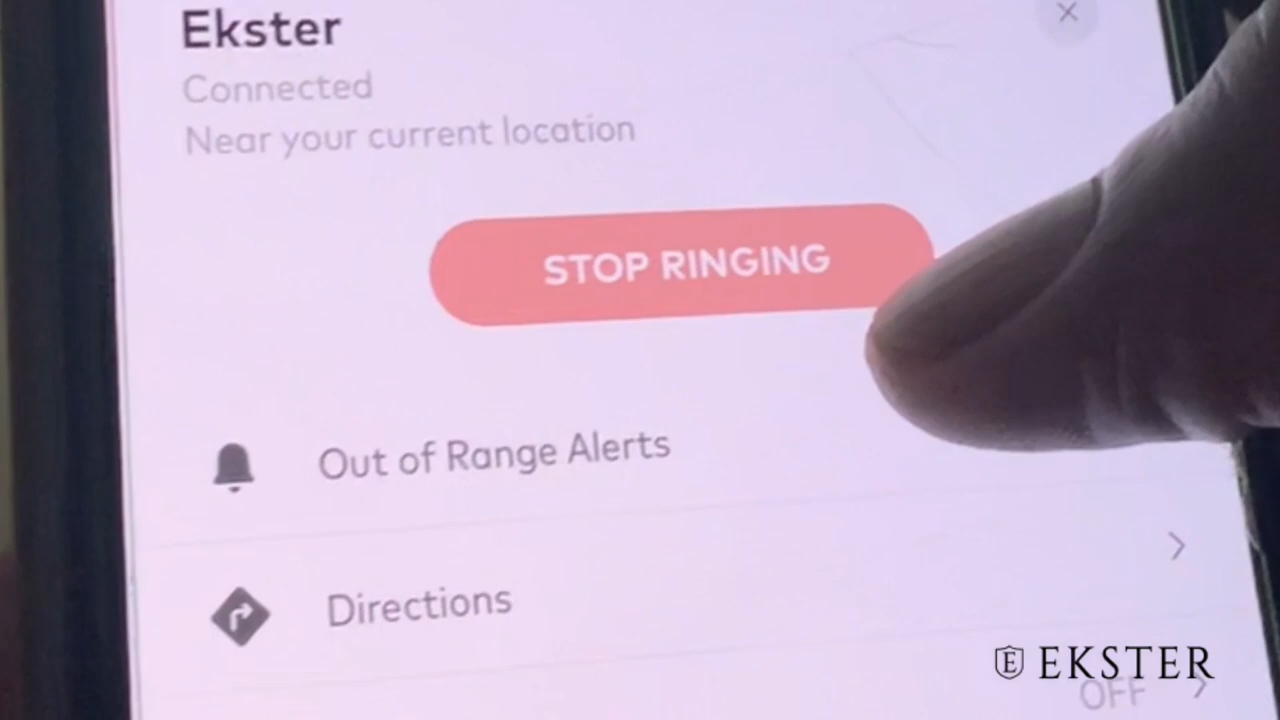 Ekster
Connected
Near your current location
STOP RINGING
Out of Range Alerts
Directions
E EKSTER
OFF